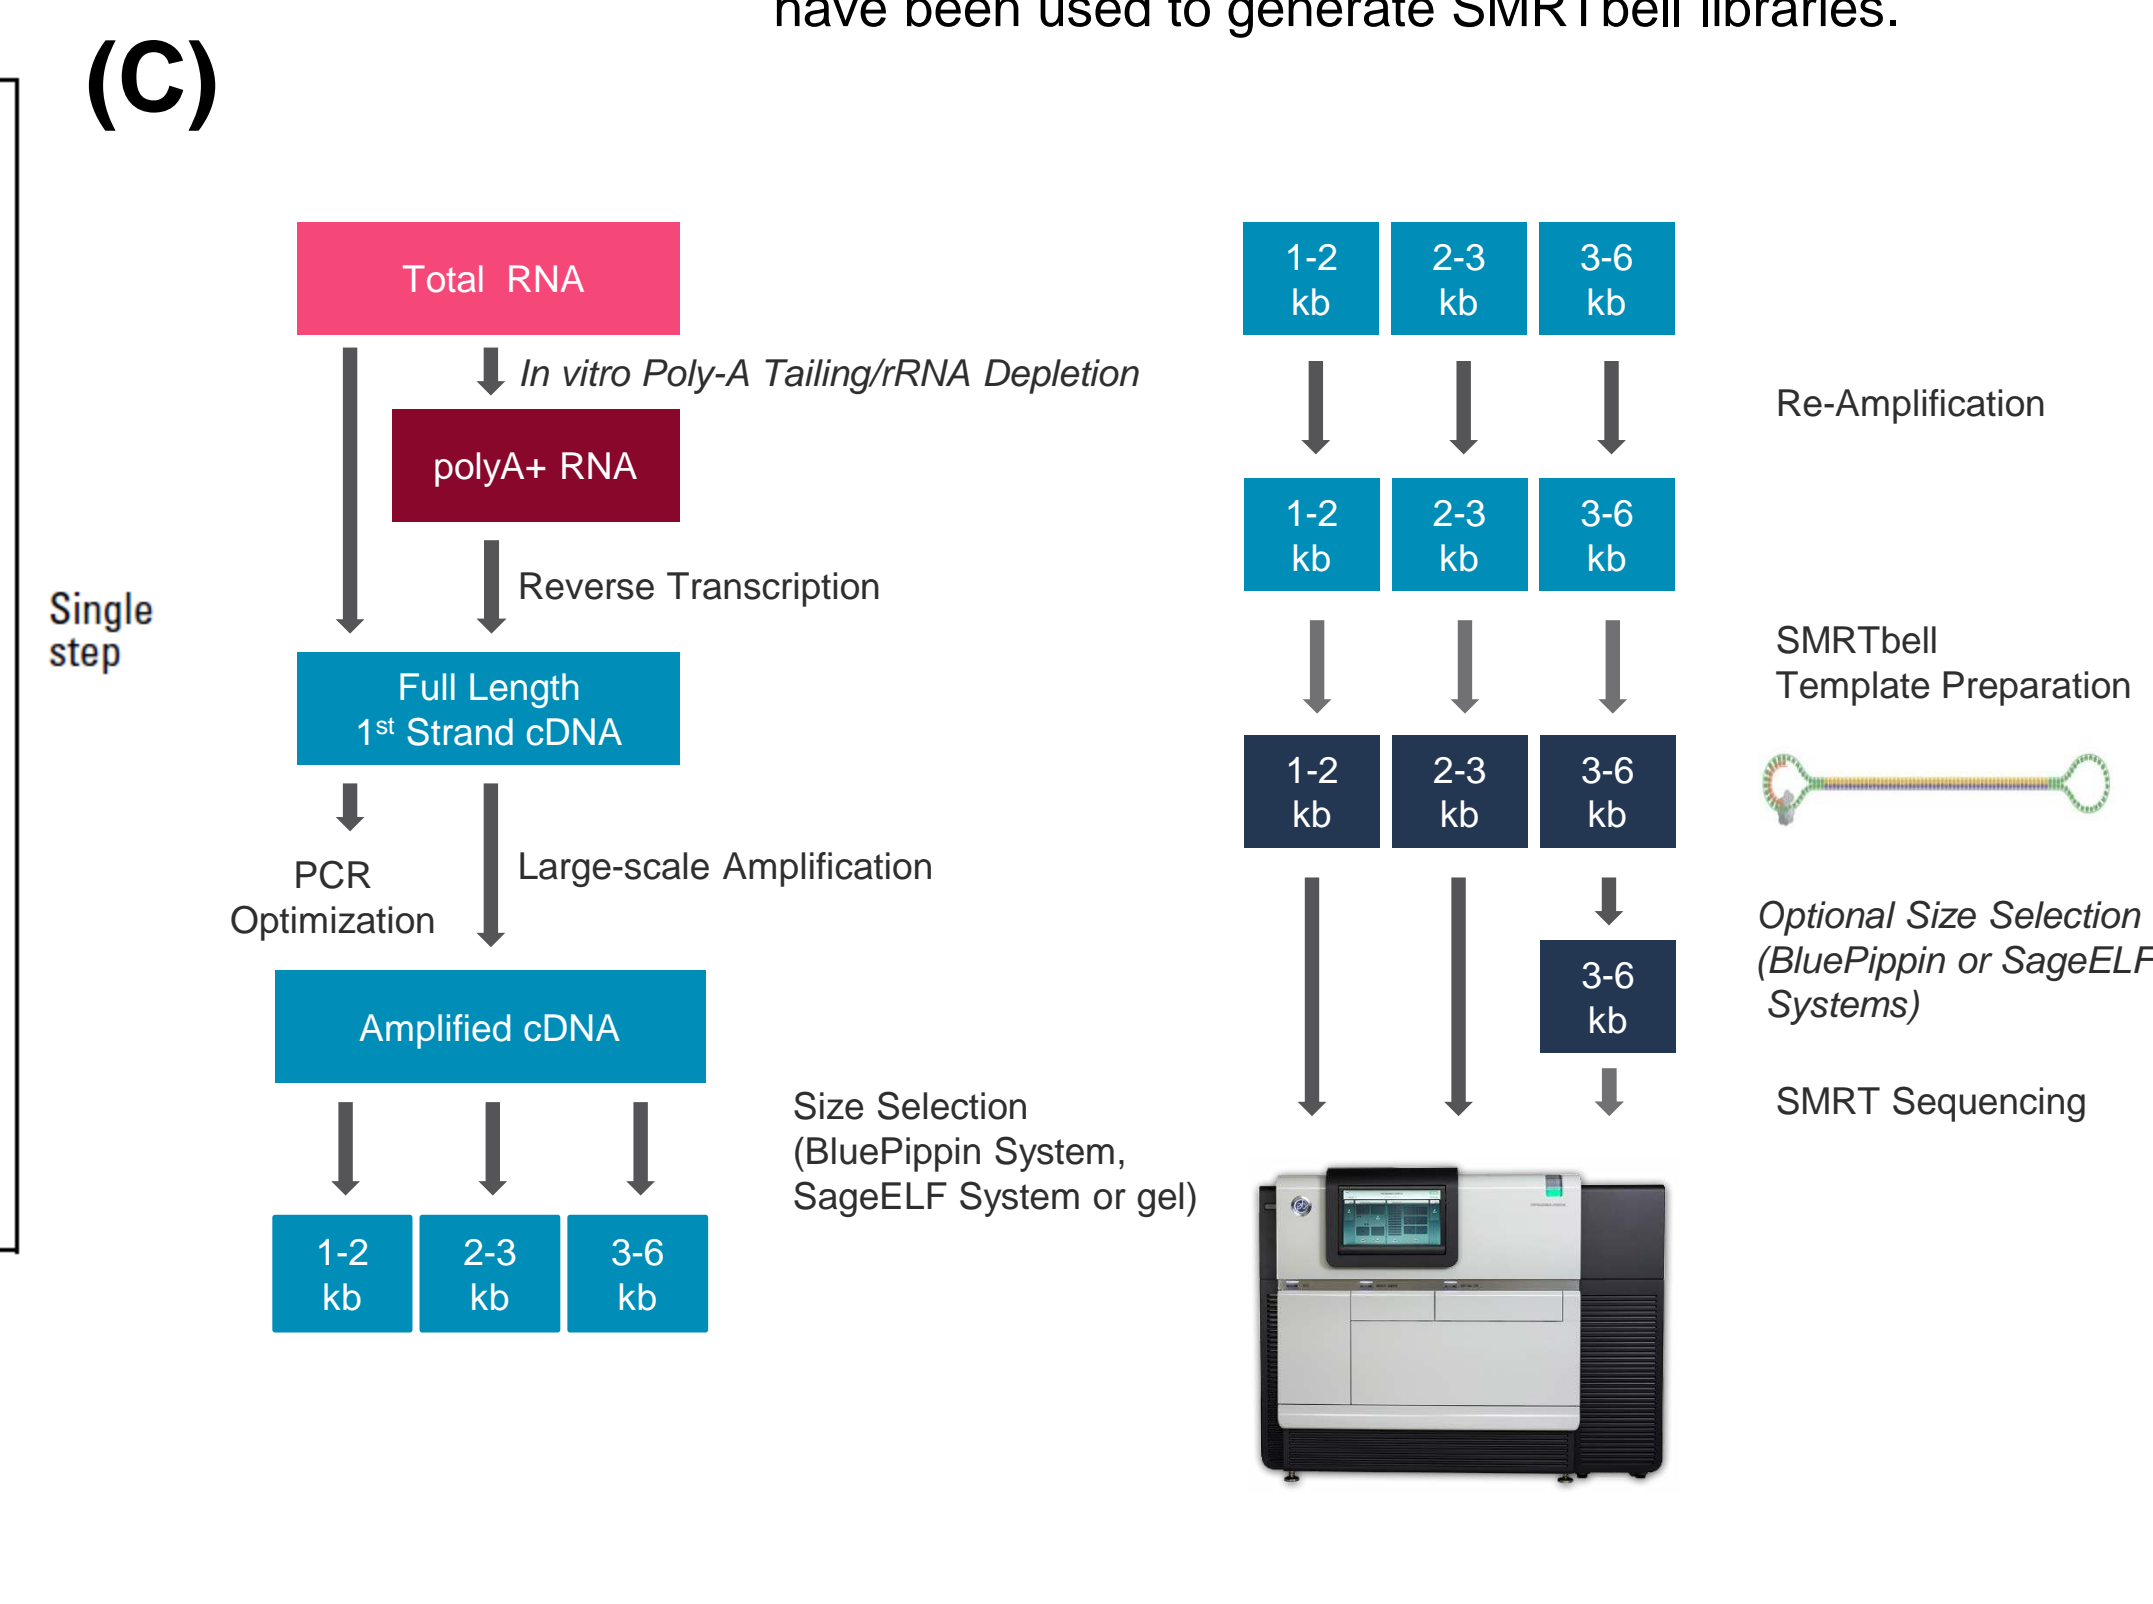 have been used to generate SMRTbell libraries.
(C)
Single
step
Total RNA
In vitro Poly-A Tailing/rRNA Depletion
polyA+ RNA
Reverse Transcription
Full Length
1st Strand cDNA
PCR
Optimization
Large-scale Amplification
Amplified cDNA
Size Selection
(BluePippin System,
SageELF System or gel)
1-2
kb
2-3
kb
3-6
kb
1-2
kb
2-3
kb
3-6
kb
Re-Amplification
1-2
kb
2-3
kb
3-6
kb
SMRTbell
Template Preparation
1-2
kb
2-3
kb
3-6
kb
Optional Size Selection
(BluePippin or SageELF
Systems)
3-6
kb
SMRT Sequencing